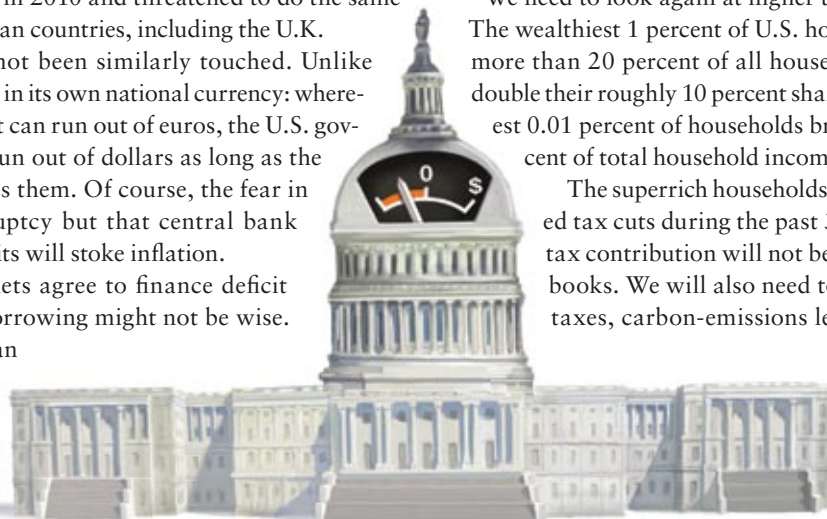 in 2010 and threatened to do the same
an countries, including the U.K.
not been similarly touched. Unlike
in its own national currency: where-
can run out of euros, the U.S. gov-
un out of dollars as long as the
s them. Of course, the fear in
uptcy but that central bank
its will stoke inflation.
ets agree to finance deficit
orrowing might not be wise.
an
we need to look again at higher
The wealthiest 1 percent of U.S. ho
more than 20 percent of all house
double their roughly 10 percent sha
est 0.01 percent of households br
cent of total household incom
The superrich households
ed tax cuts during the past
tax contribution will not be
books. We will also need to
taxes, carbon-emissions le
0
$